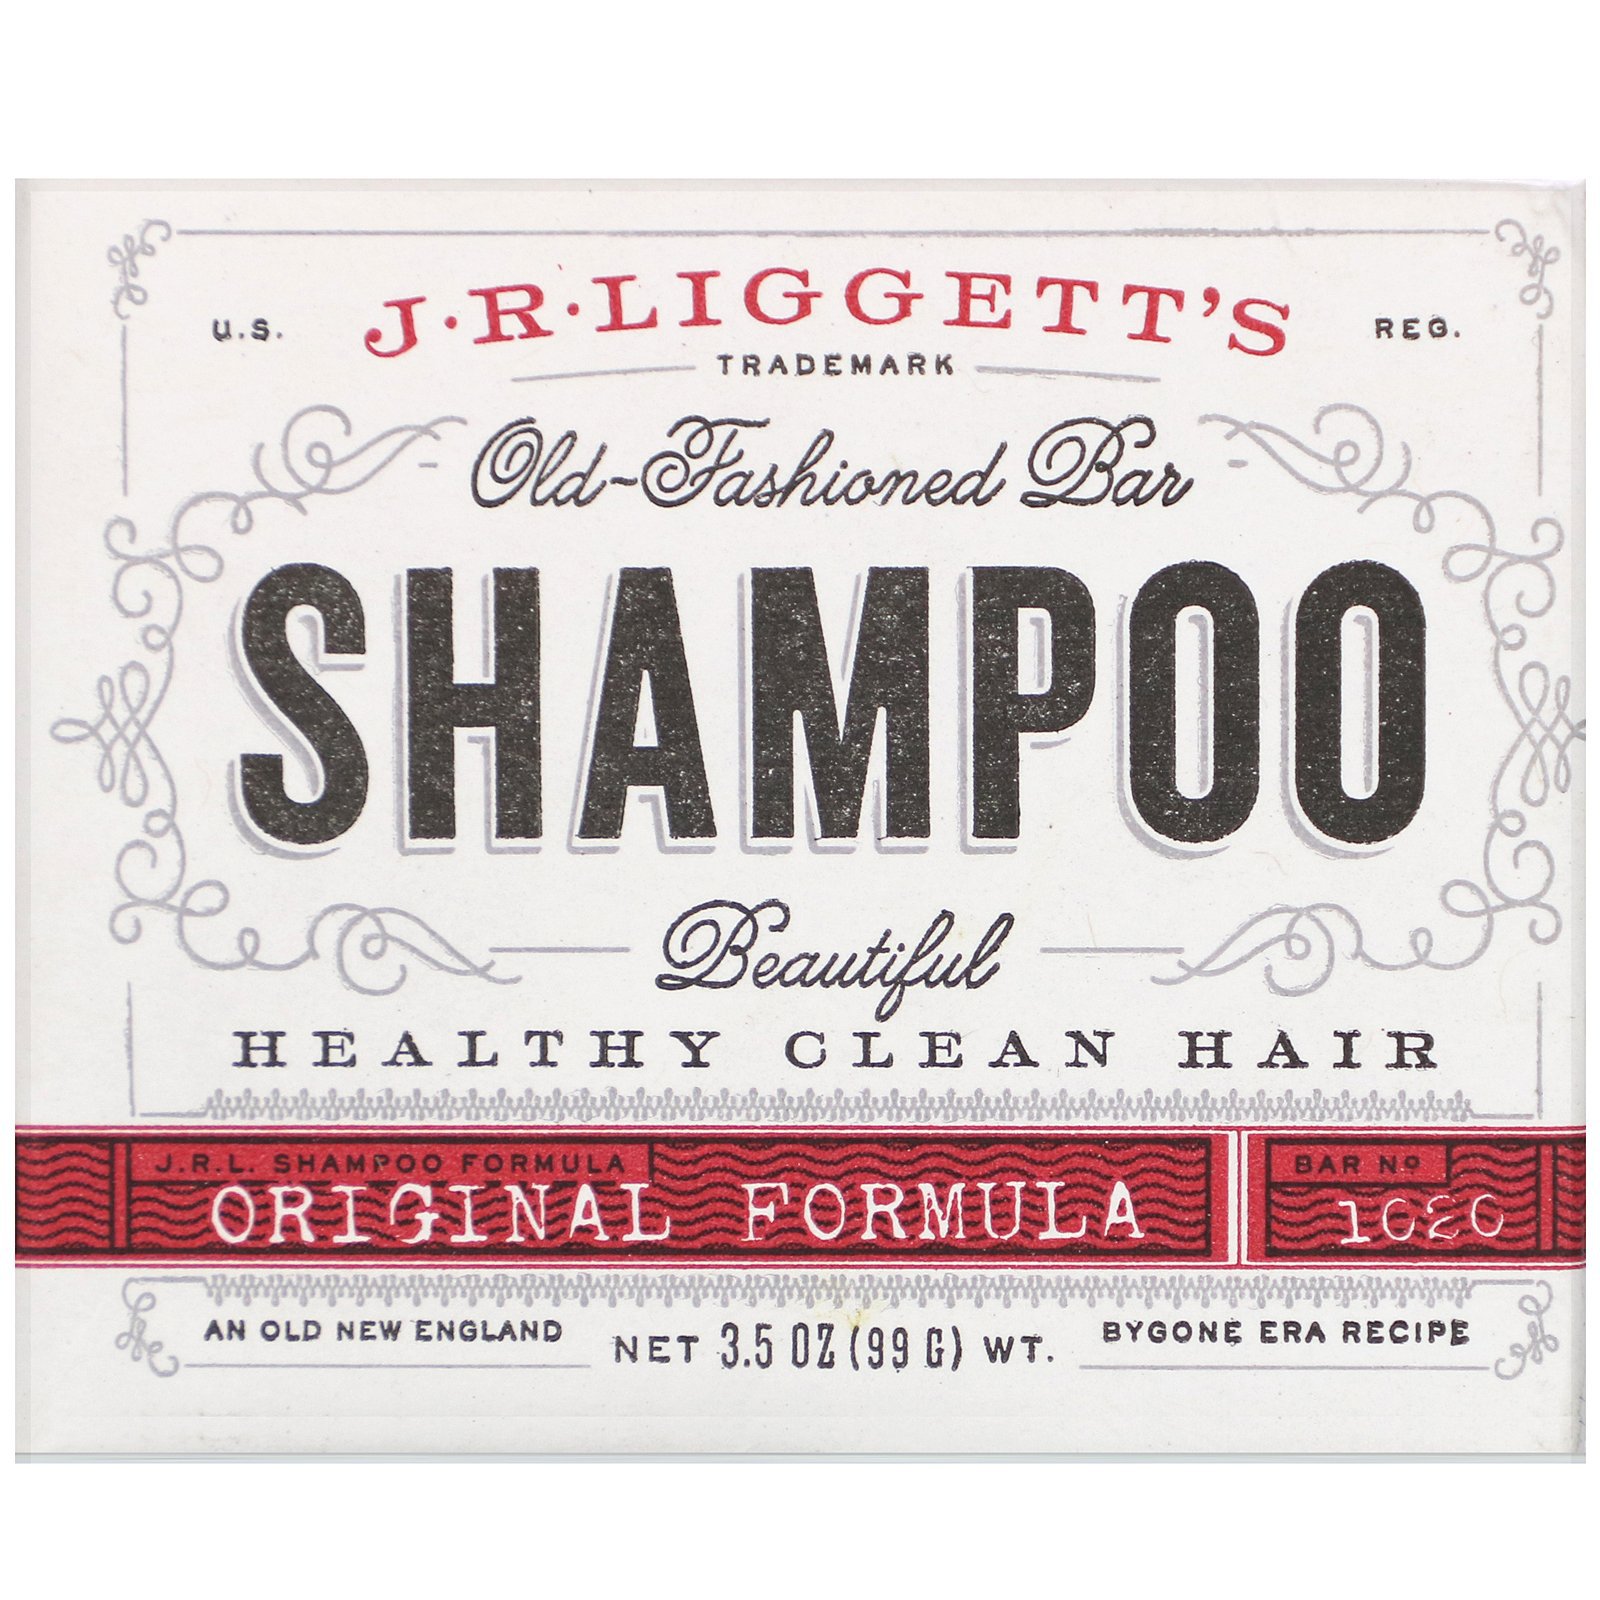 J·R·LIGGETT'S
U.S. TRADEMARK REG.
Old-Fashioned Bar
SHAMPOO
Beautiful
HEALTHY CLEAN HAIR
J.R.L. SHAMPOO FORMULA
ORIGINAL FORMULA
BAR Nº
1020
AN OLD NEW ENGLAND
NET 3.5 OZ (99 G) WT.
BYGONE ERA RECIPE